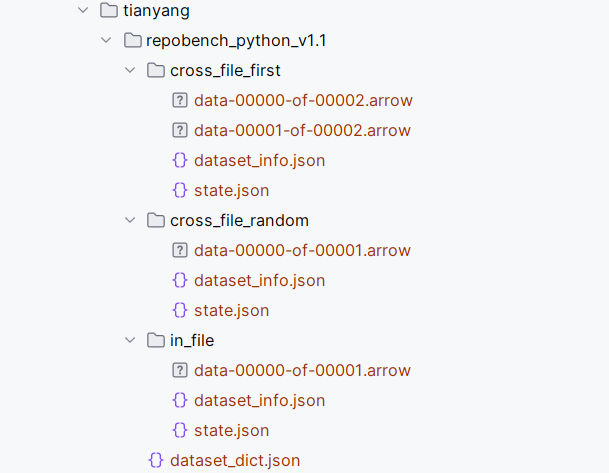 tianyang
repobench_python_v1.1
cross_file_first
data-00000-of-00002.arrow
data-00001-of-00002.arrow
dataset_info.json
state.json
cross_file_random
data-00000-of-00001.arrow
dataset_info.json
state.json
in_file
data-00000-of-00001.arrow
dataset_info.json
state.json
dataset_dict.json